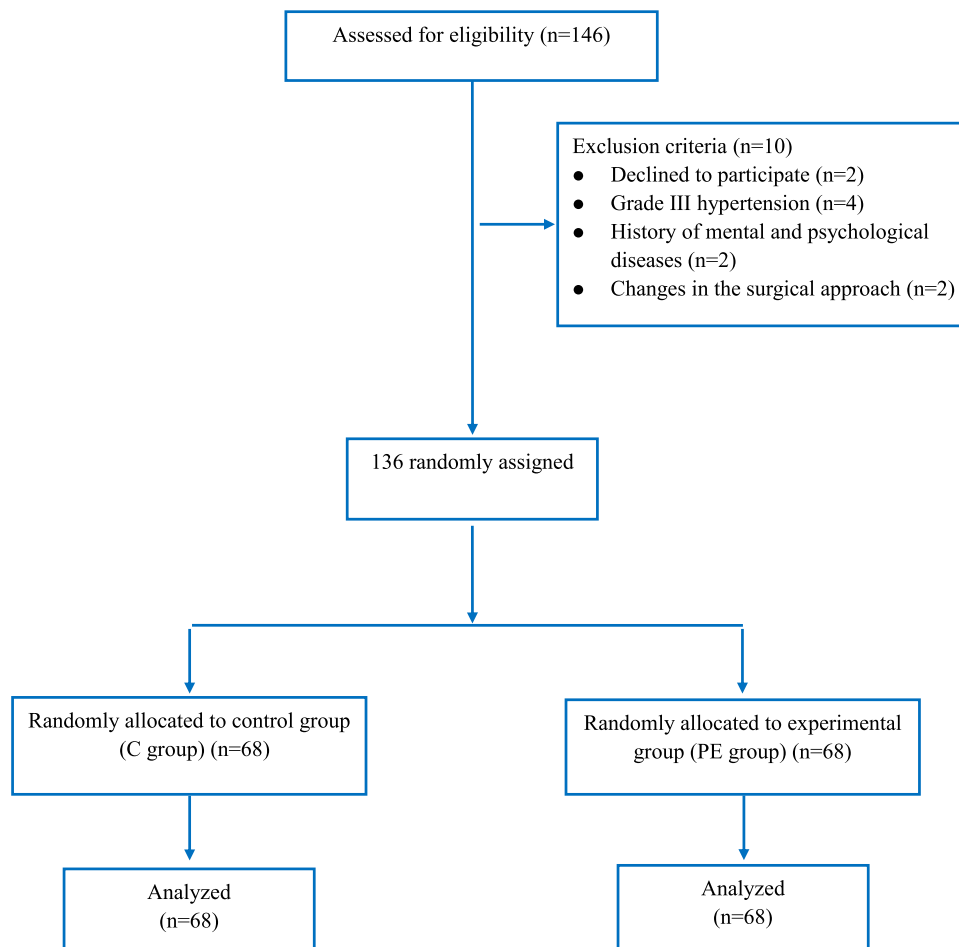 Assessed for eligibility (n=146)
Exclusion criteria (n=10)
● Declined to participate (n=2)
● Grade III hypertension (n=4)
● History of mental and psychological
diseases (n=2)
● Changes in the surgical approach (n=2)
136 randomly assigned
Randomly allocated to control group
(C group) (n=68)
Randomly allocated to experimental
group (PE group) (n=68)
Analyzed
(n=68)
Analyzed
(n=68)